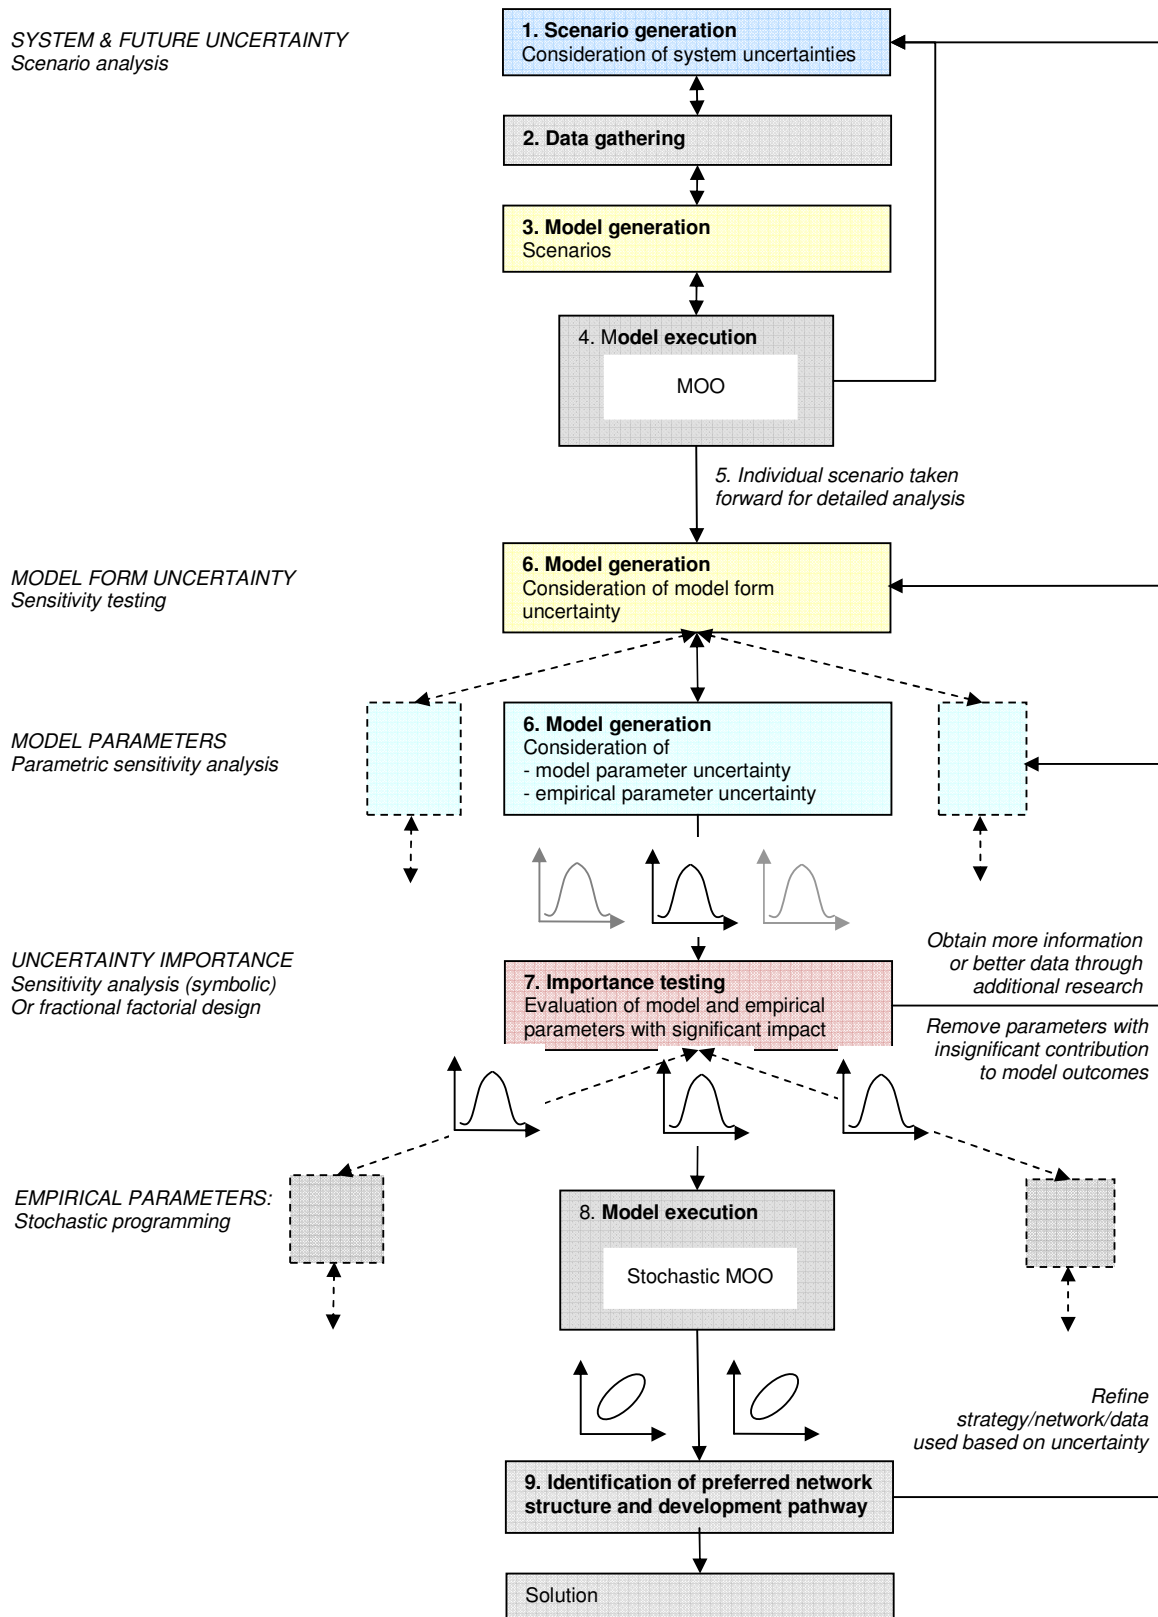 SYSTEM & FUTURE UNCERTAINTY
Scenario analysis
1. Scenario generation
Consideration of system uncertainties
2. Data gathering
3. Model generation
Scenarios
4. Model execution
MOO
5. Individual scenario taken
forward for detailed analysis
MODEL FORM UNCERTAINTY
Sensitivity testing
6. Model generation
Consideration of model form
uncertainty
MODEL PARAMETERS
Parametric sensitivity analysis
6. Model generation
Consideration of
- model parameter uncertainty
- empirical parameter uncertainty
UNCERTAINTY IMPORTANCE
Sensitivity analysis (symbolic)
Or fractional factorial design
7. Importance testing
Evaluation of model and empirical
parameters with significant impact
Obtain more information
or better data through
additional research
Remove parameters with
insignificant contribution
to model outcomes
EMPIRICAL PARAMETERS:
Stochastic programming
8. Model execution
Stochastic MOO
Refine
strategy/network/data
used based on uncertainty
9. Identification of preferred network
structure and development pathway
Solution